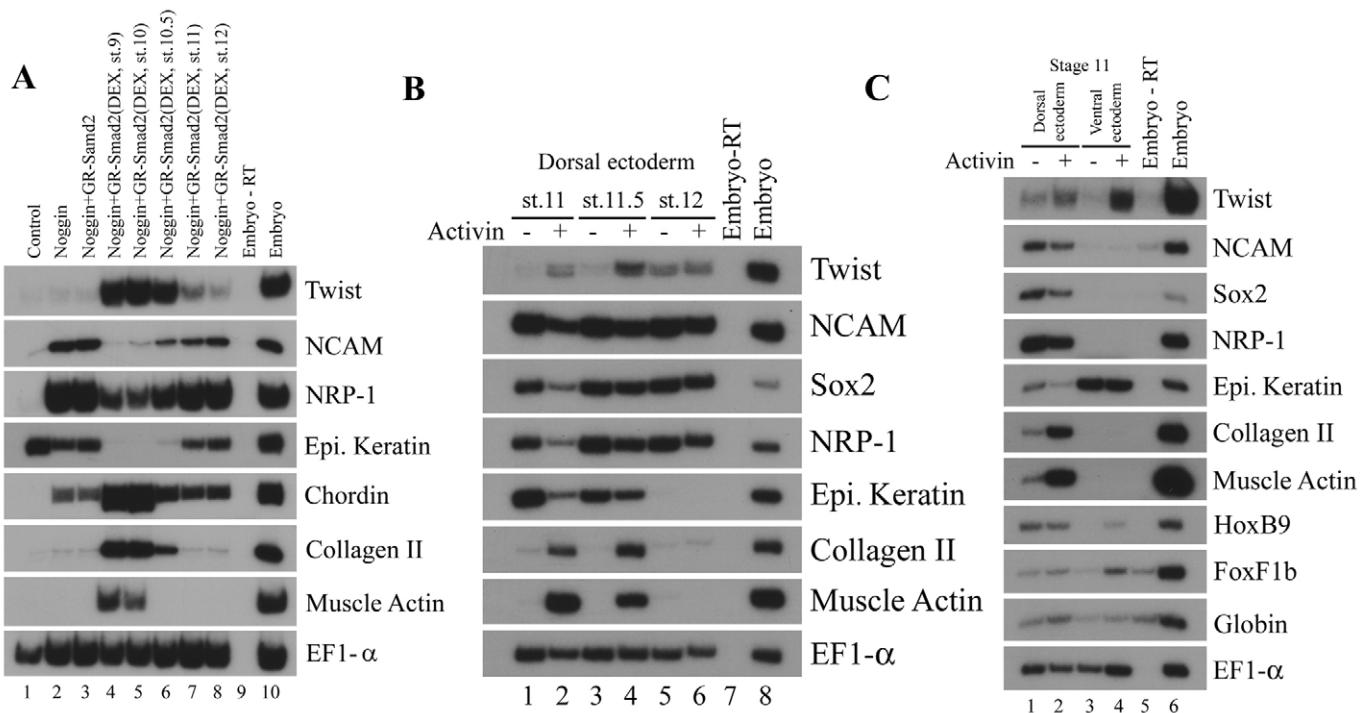 A
Control
Noggin
Noggin+GR-Samd2
Noggin+GR-Smad2(DEX, st.9)
Noggin+GR-Smad2(DEX, st.10)
Noggin+GR-Smad2(DEX, st.10.5)
Noggin+GR-Smad2(DEX, st.11)
Noggin+GR-Smad2(DEX, st.12)
Embryo - RT
Embryo
Twist
NCAM
NRP-1
Epi. Keratin
Chordin
Collagen II
Muscle Actin
EF1-α
1 2 3 4 5 6 7 8 9 10
B
Dorsal ectoderm
st.11 st.11.5 st.12
Embryo-RT
Embryo
Activin - + - + - +
Twist
NCAM
Sox2
NRP-1
Epi. Keratin
Collagen II
Muscle Actin
EF1-α
1 2 3 4 5 6 7 8
C
Stage 11
Dorsal
ectoderm
Ventral
ectoderm
Embryo - RT
Embryo
Activin - + - +
Twist
NCAM
Sox2
NRP-1
Epi. Keratin
Collagen II
Muscle Actin
HoxB9
FoxF1b
Globin
EF1-α
1 2 3 4 5 6